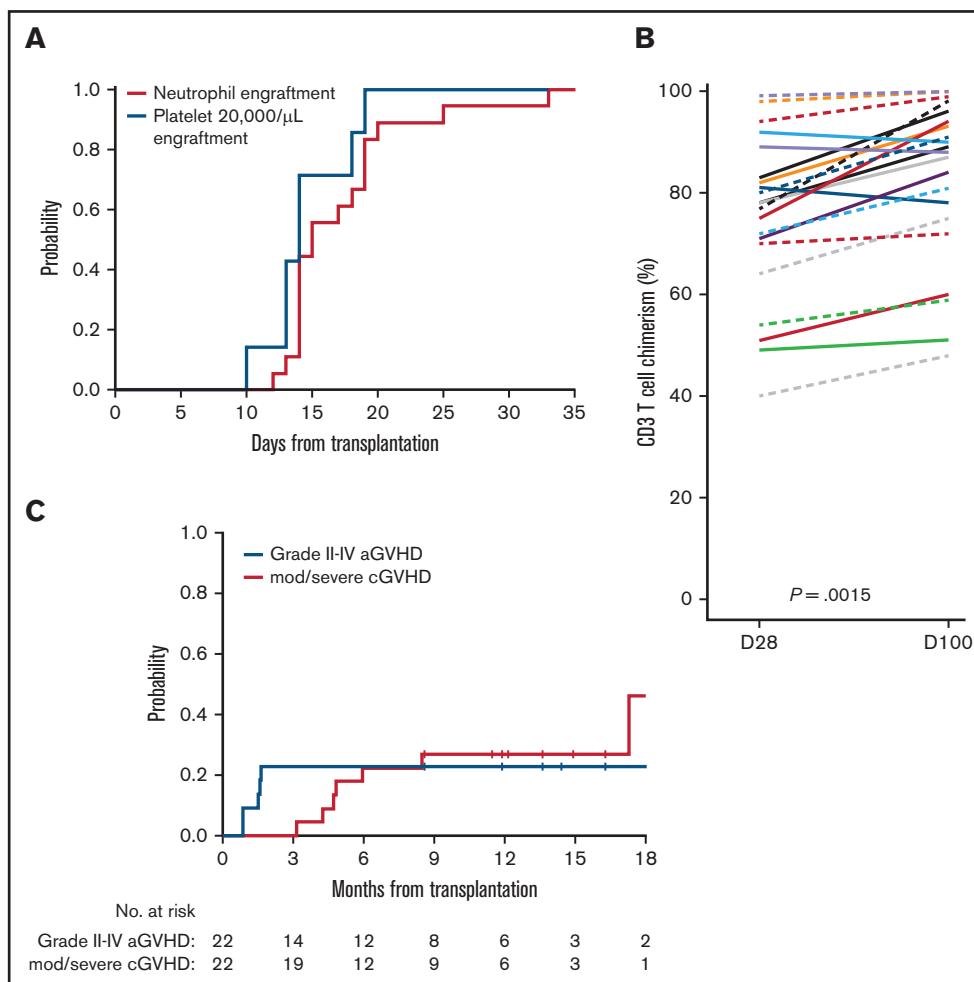 A
Neutrophil engraftment
Platelet 20,000/μL
engraftment
1.0
0.8
0.6
0.4
0.2
0.0
Probability
0 5 10 15 20 25 30 35
Days from transplantation
B
100
80
60
40
20
0
CD3 T cell chimerism (%)
P = .0015
D28 D100
C
Grade II-IV aGVHD
mod/severe cGVHD
1.0
0.8
0.6
0.4
0.2
0.0
Probability
0 3 6 9 12 15 18
Months from transplantation
No. at risk
Grade II-IV aGVHD: 22 14 12 8 6 3 2
mod/severe cGVHD: 22 19 12 9 6 3 1